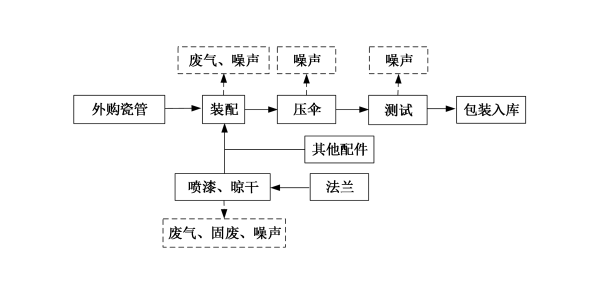 废气、噪声
噪声
噪声
外购瓷管
装配
压伞
测试
包装入库
其他配件
喷漆、晾干
法兰
废气、固废、噪声